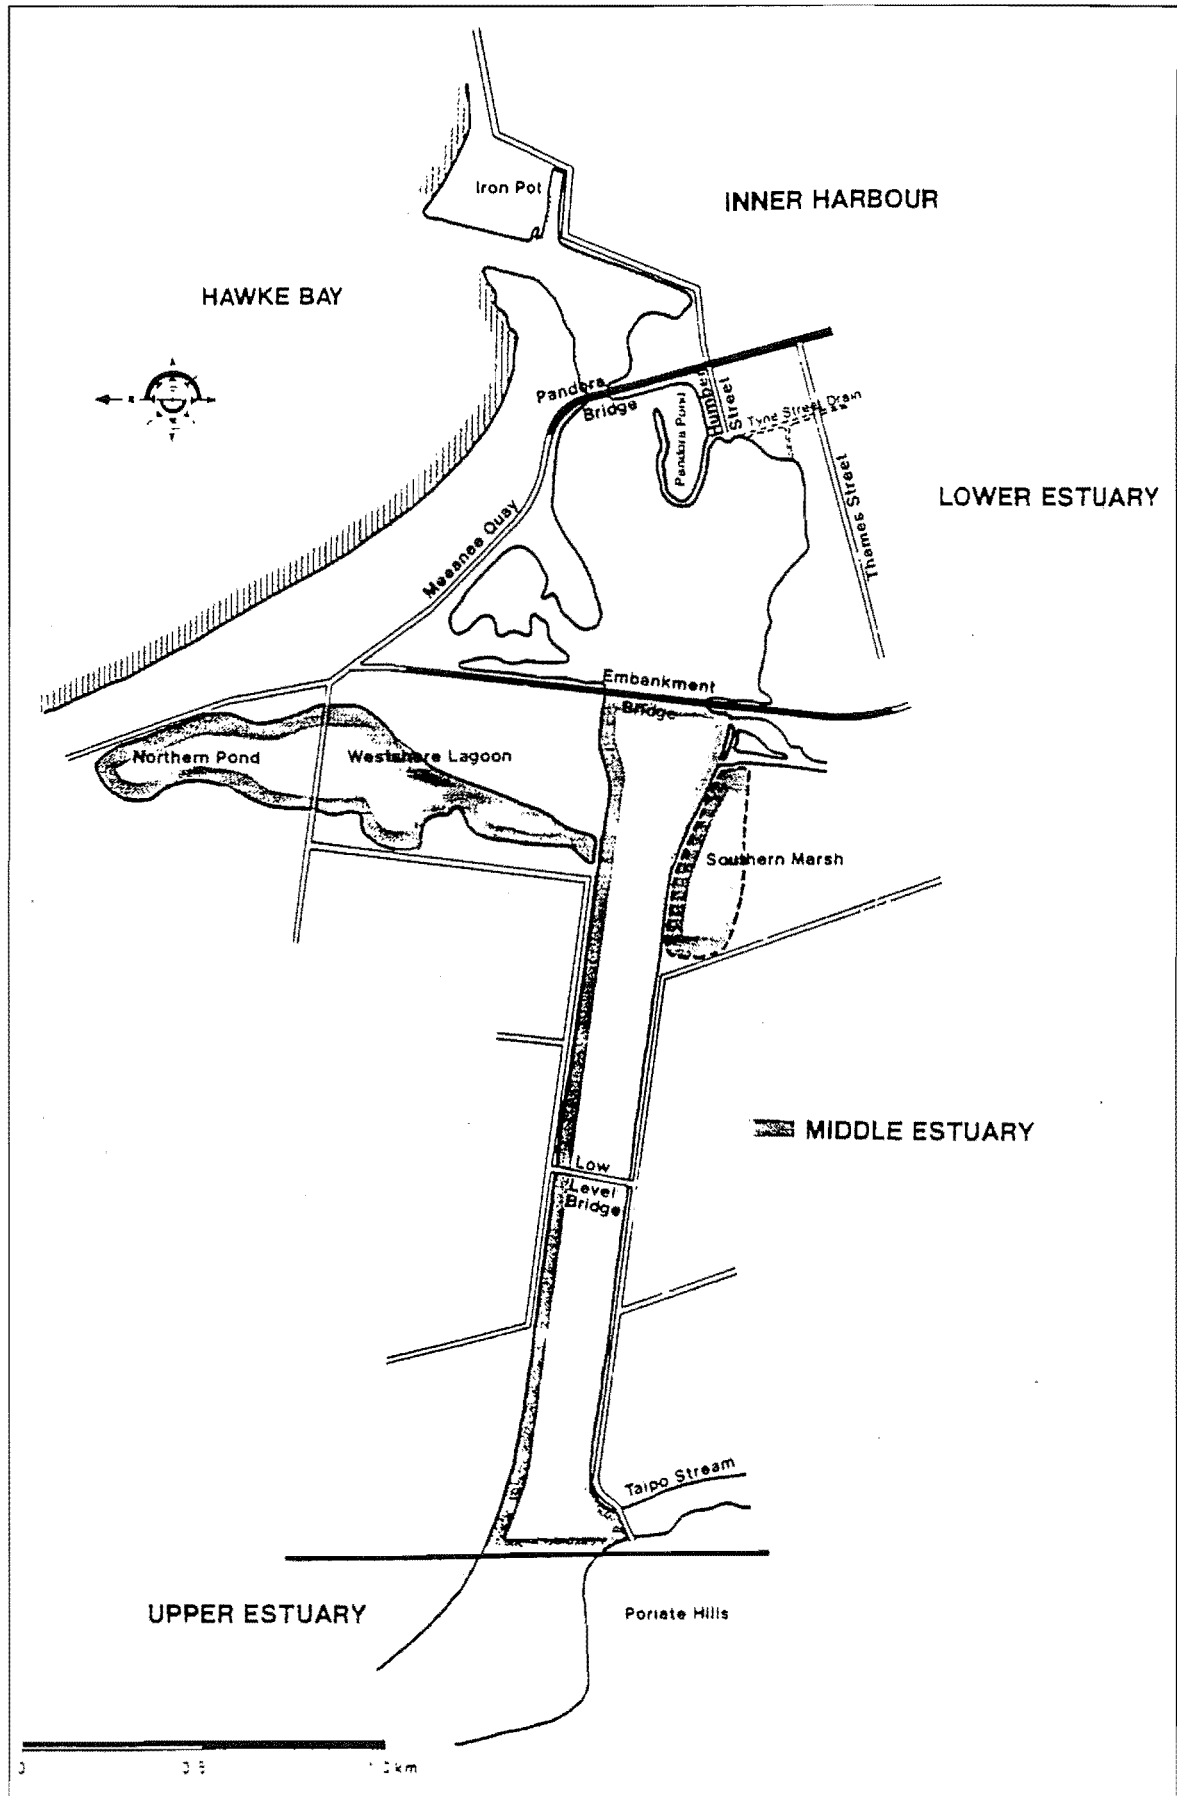 Iron Pot
INNER HARBOUR
HAWKE BAY
Pandora
Bridge
Humber
Street
Pandora Pond
Tyne Street Drain
Thames Street
LOWER ESTUARY
Meeanee Quay
Embankment
Bridge
Northern Pond
Westshore Lagoon
Southern Marsh
MIDDLE ESTUARY
Low
Level
Bridge
Taipo Stream
UPPER ESTUARY
Poriate Hills
0
km